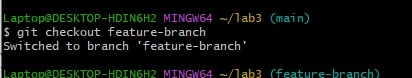 Laptop@DESKTOP-HDIN6H2 MINGW64 ~/lab3 (main)
$ git checkout feature-branch
Switched to branch 'feature-branch'
Laptop@DESKTOP-HDIN6H2 MINGW64 ~/lab3 (feature-branch)